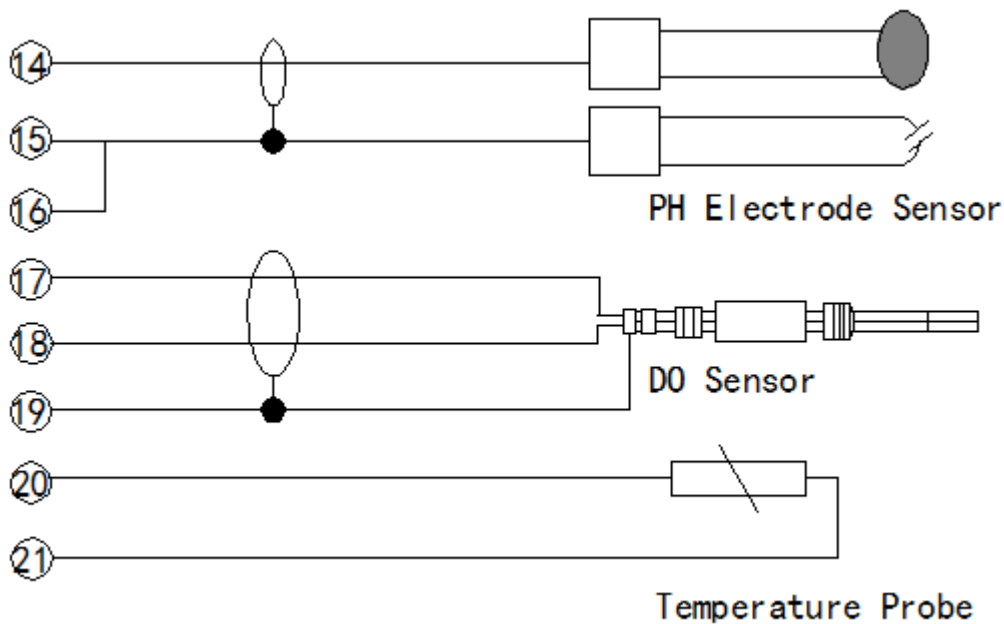 14
15
16
PH Electrode Sensor
17
18
DO Sensor
19
20
21
Temperature Probe